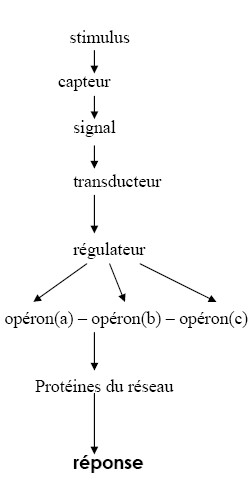 stimulus
capteur
signal
transducteur
régulateur
opéron(a) – opéron(b) – opéron(c)
Protéines du réseau
réponse